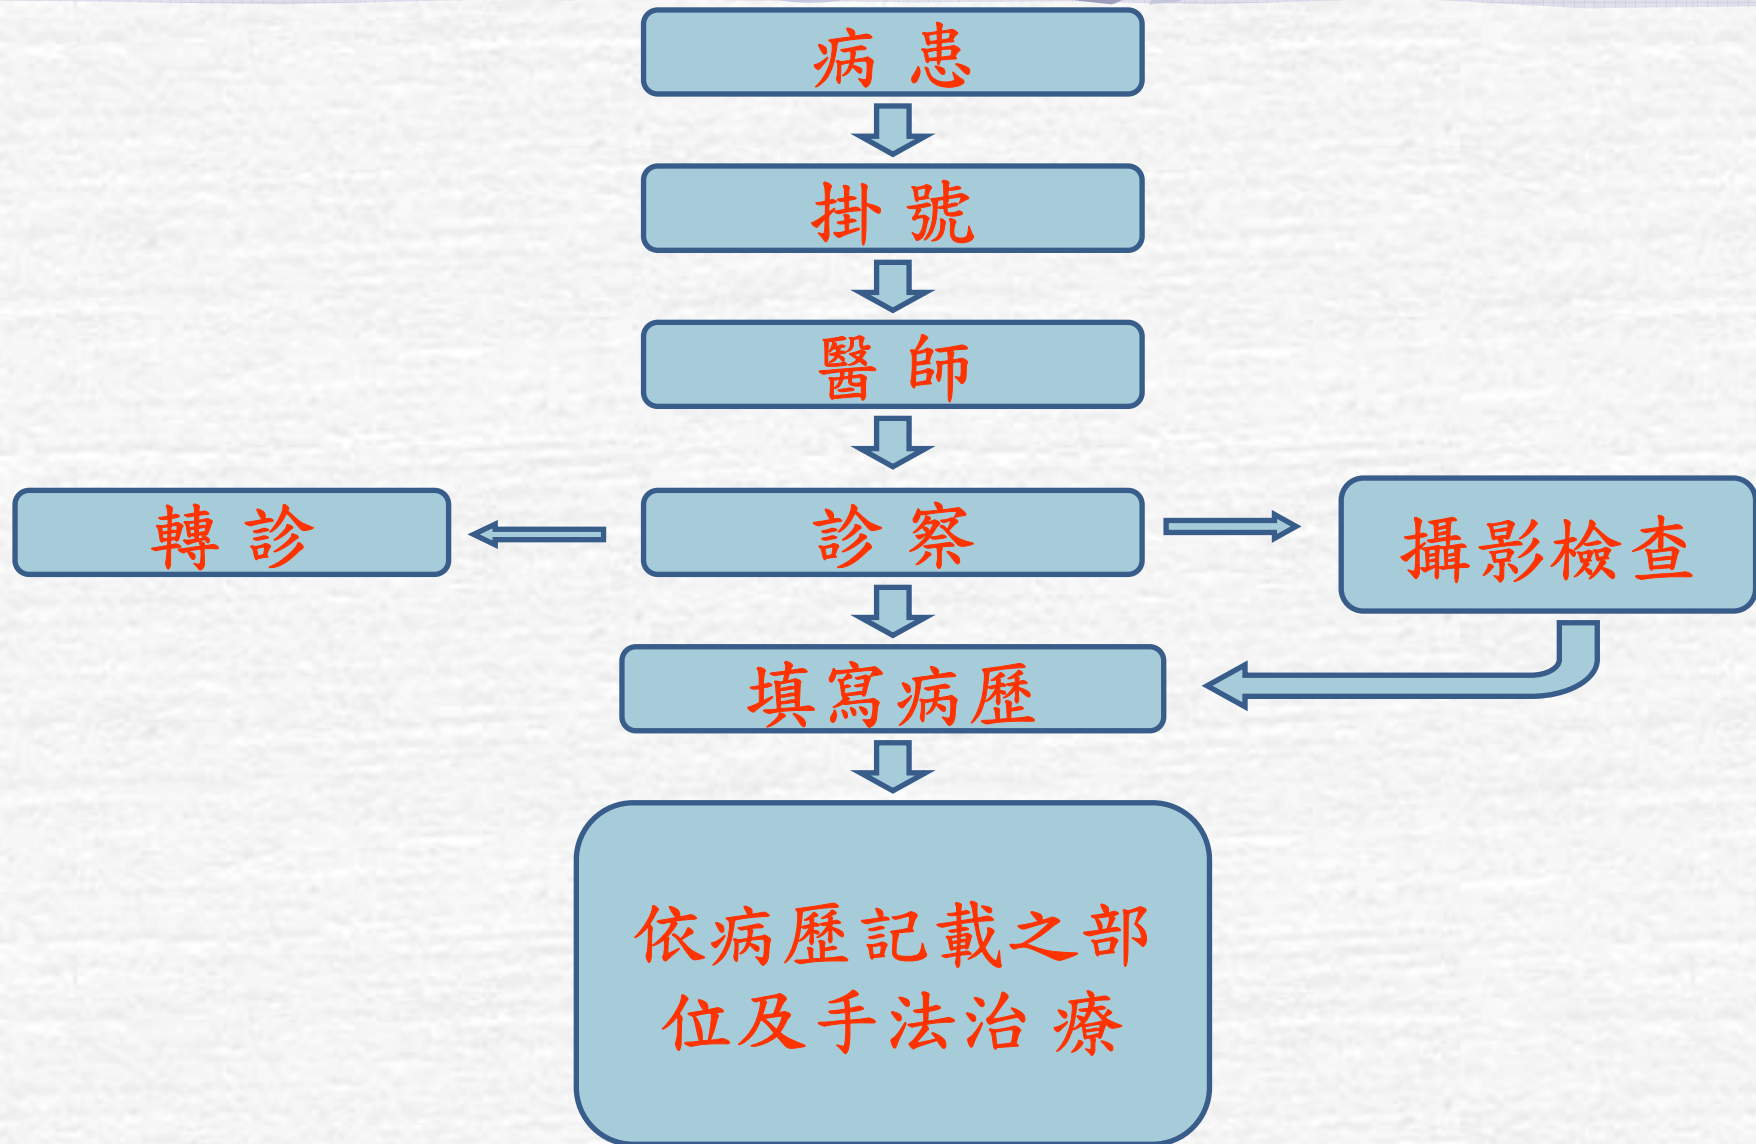 病 患
掛 號
醫 師
轉 診
診 察
攝影檢查
填寫病歷
依病歷記載之部
位及手法治 療